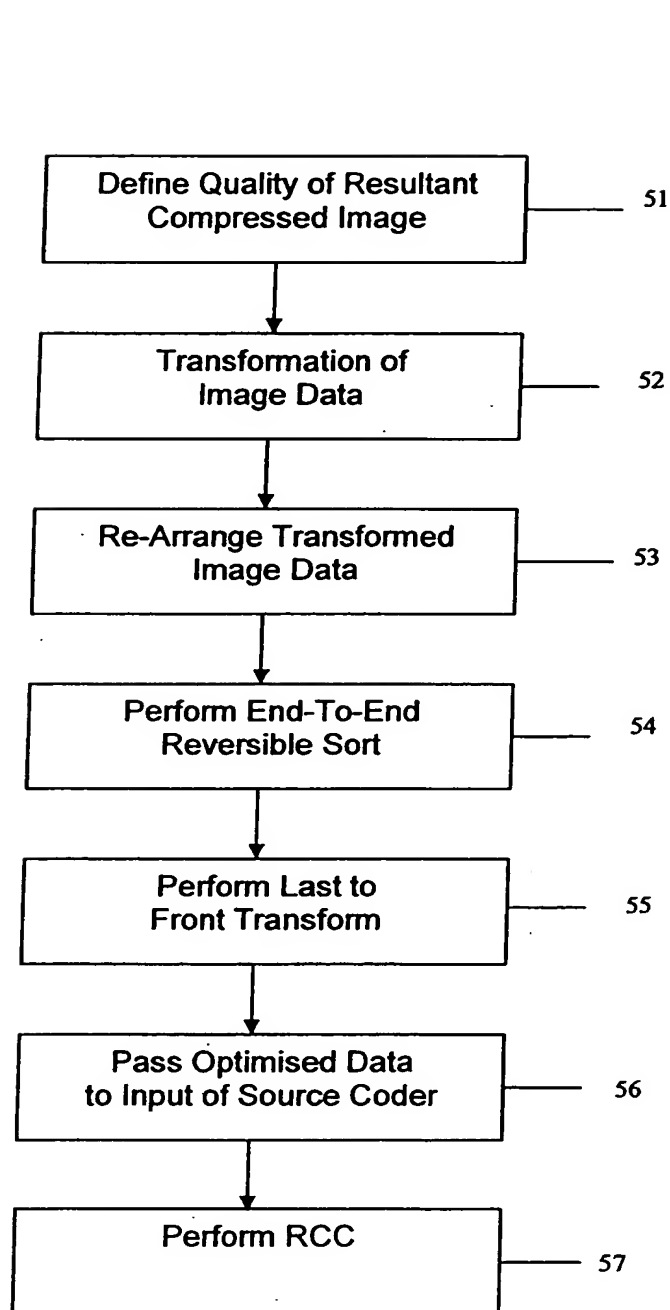 Define Quality of Resultant
Compressed Image
51
Transformation of
Image Data
52
Re-Arrange Transformed
Image Data
53
Perform End-To-End
Reversible Sort
54
Perform Last to
Front Transform
55
Pass Optimised Data
to Input of Source Coder
56
Perform RCC
57